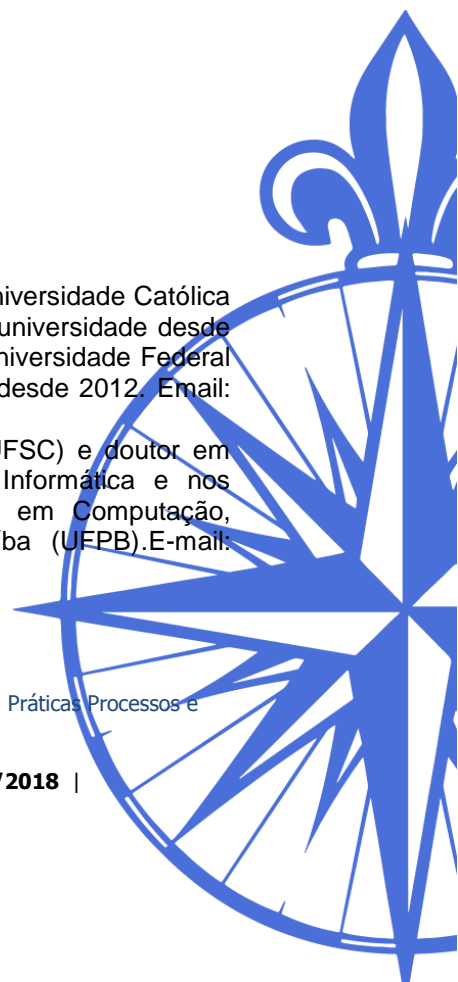 niversidade Católica
universidade desde
niversidade Federal
desde 2012. Email:
UFSC) e doutor em
Informática e nos
em Computação,
ba (UFPB).E-mail:
Práticas Processos e
/2018 |